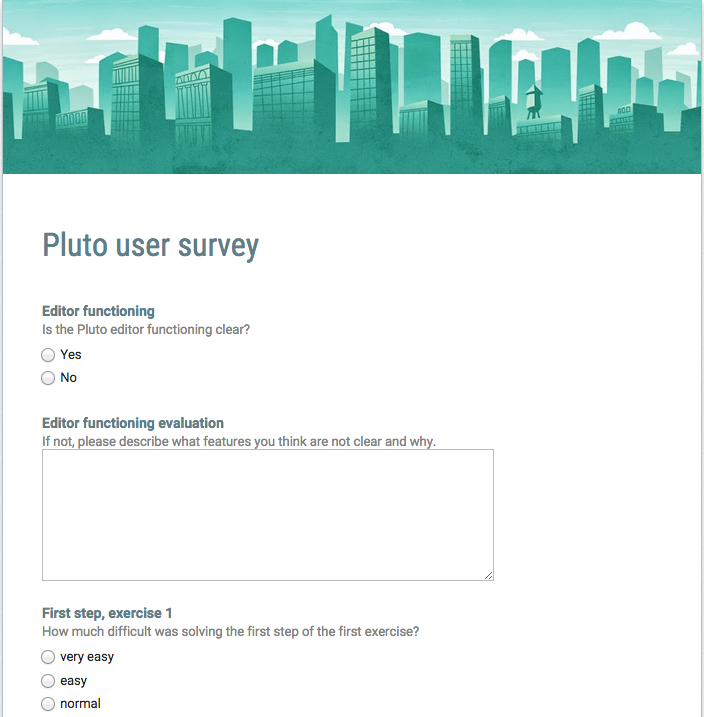 Pluto user survey
Editor functioning
Is the Pluto editor functioning clear?
Yes
No
Editor functioning evaluation
If not, please describe what features you think are not clear and why.
First step, exercise 1
How much difficult was solving the first step of the first exercise?
very easy
easy
normal